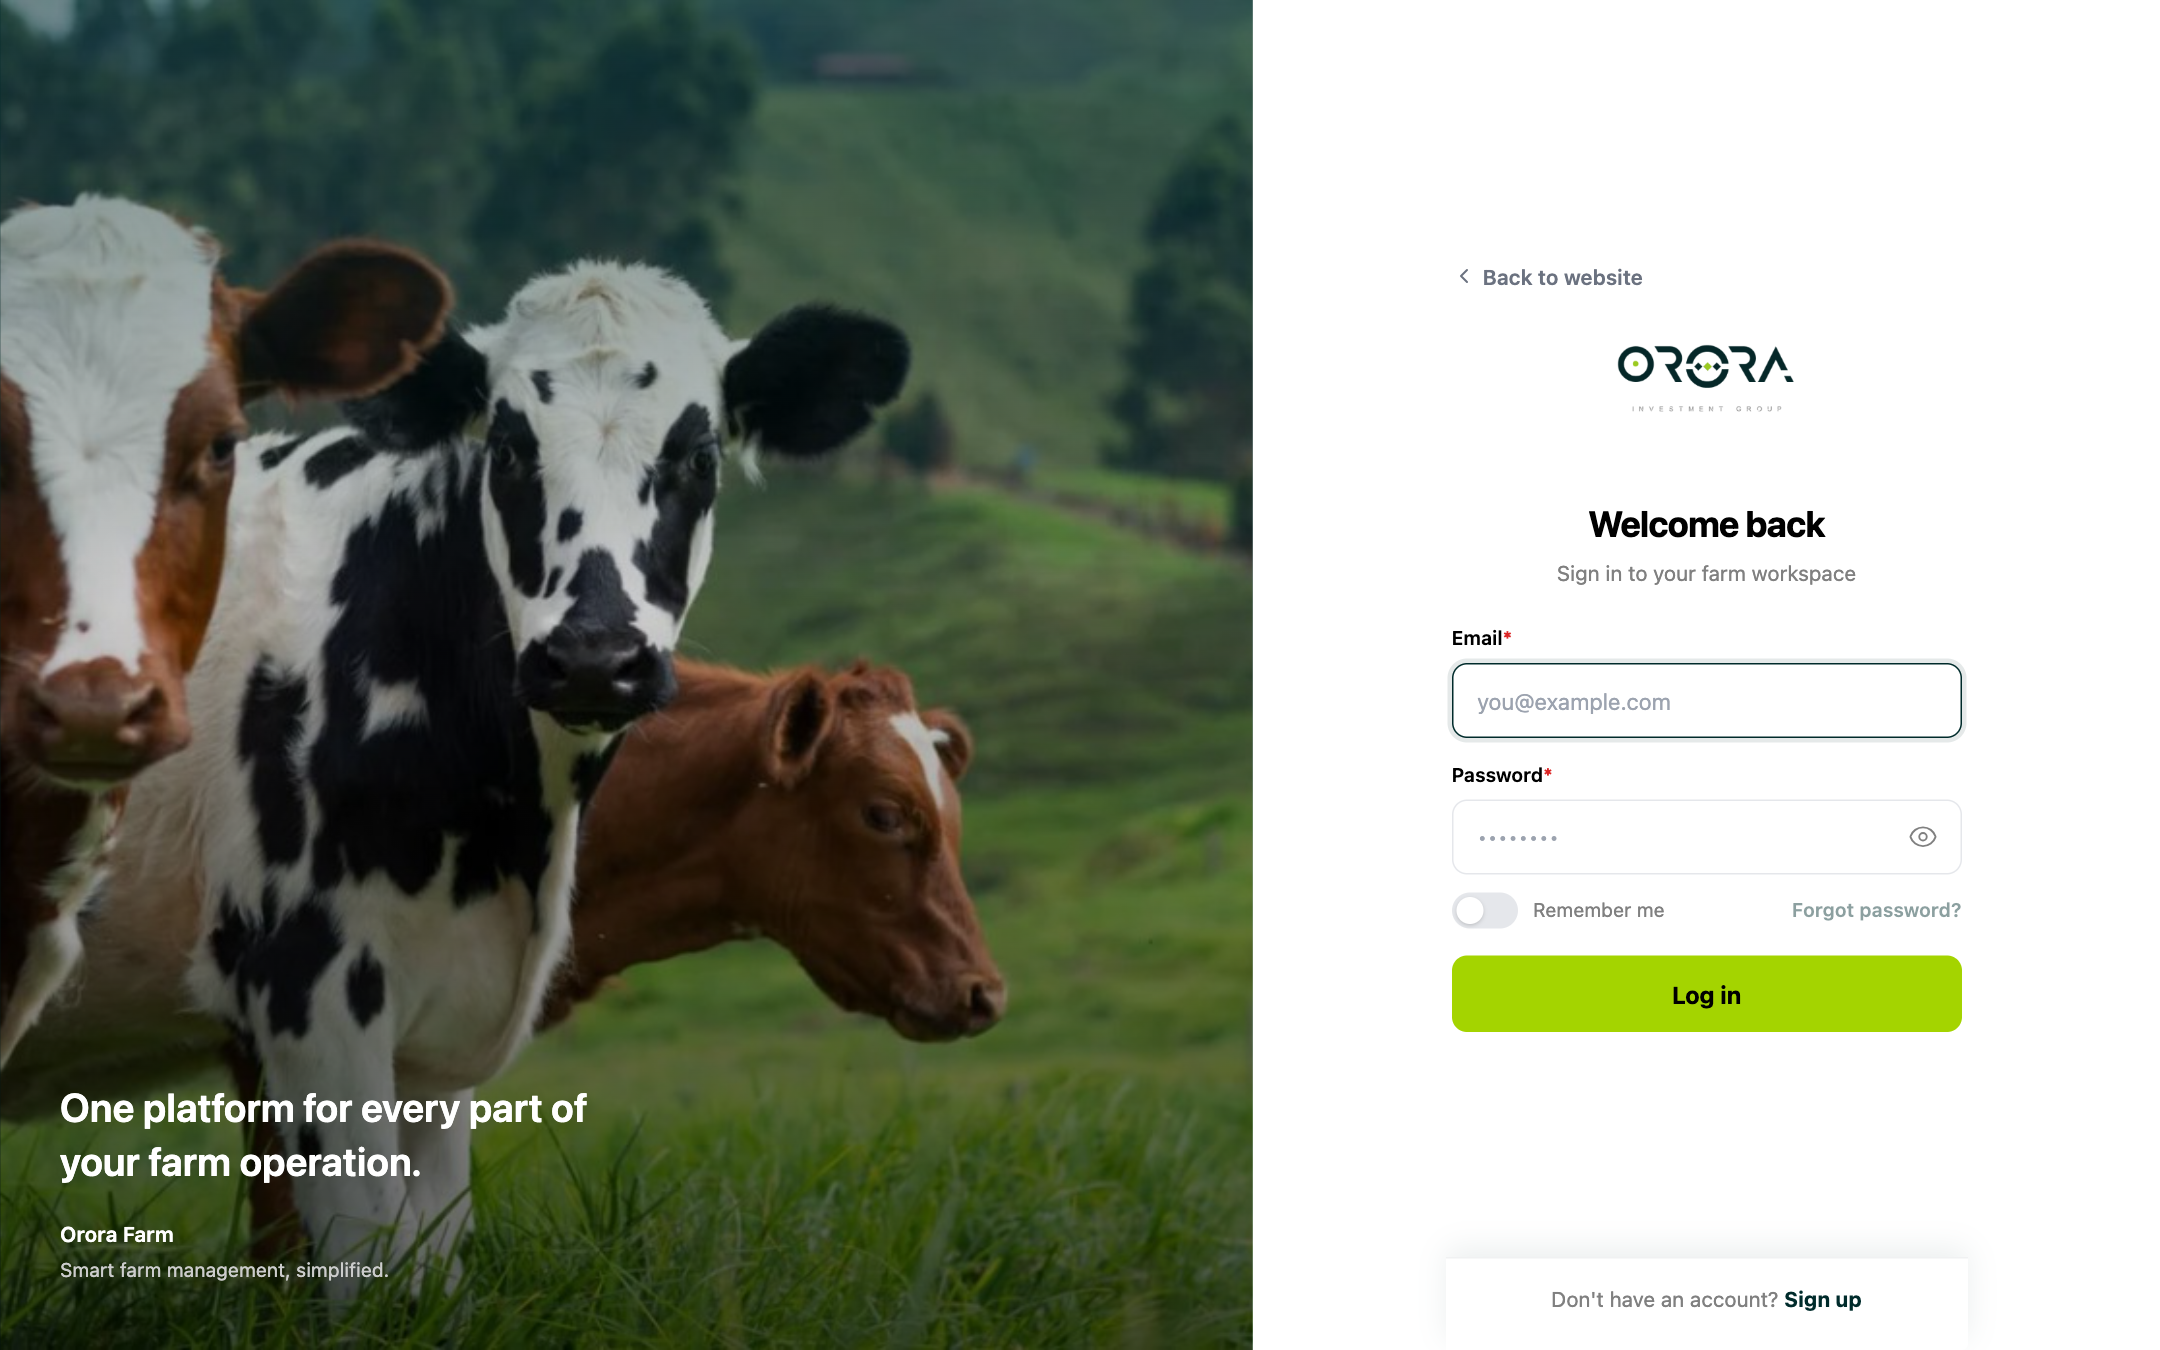 One platform for every part of
your farm operation.
Orora Farm
Smart farm management, simplified.
Back to website
ORORA
INVESTMENT GROUP
Welcome back
Sign in to your farm workspace
Email*
you@example.com
Password*
••••••••
Remember me
Forgot password?
Log in
Don't have an account? Sign up